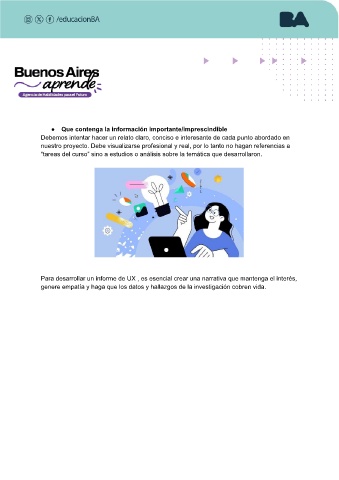 /educacionBA
BA
Buenos Aires
aprende
Agencia de Habilidades para el Futuro
● Que contenga la información importante/imprescindible
Debemos intentar hacer un relato claro, conciso e interesante de cada punto abordado en
nuestro proyecto. Debe visualizarse profesional y real, por lo tanto no hagan referencias a
"tareas del curso" sino a estudios o análisis sobre la temática que desarrollaron.
Para desarrollar un informe de UX , es esencial crear una narrativa que mantenga el interés,
genere empatía y haga que los datos y hallazgos de la investigación cobren vida.